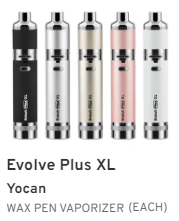 Evolve Plus XL
Yocan
WAX PEN VAPORIZER (EACH)